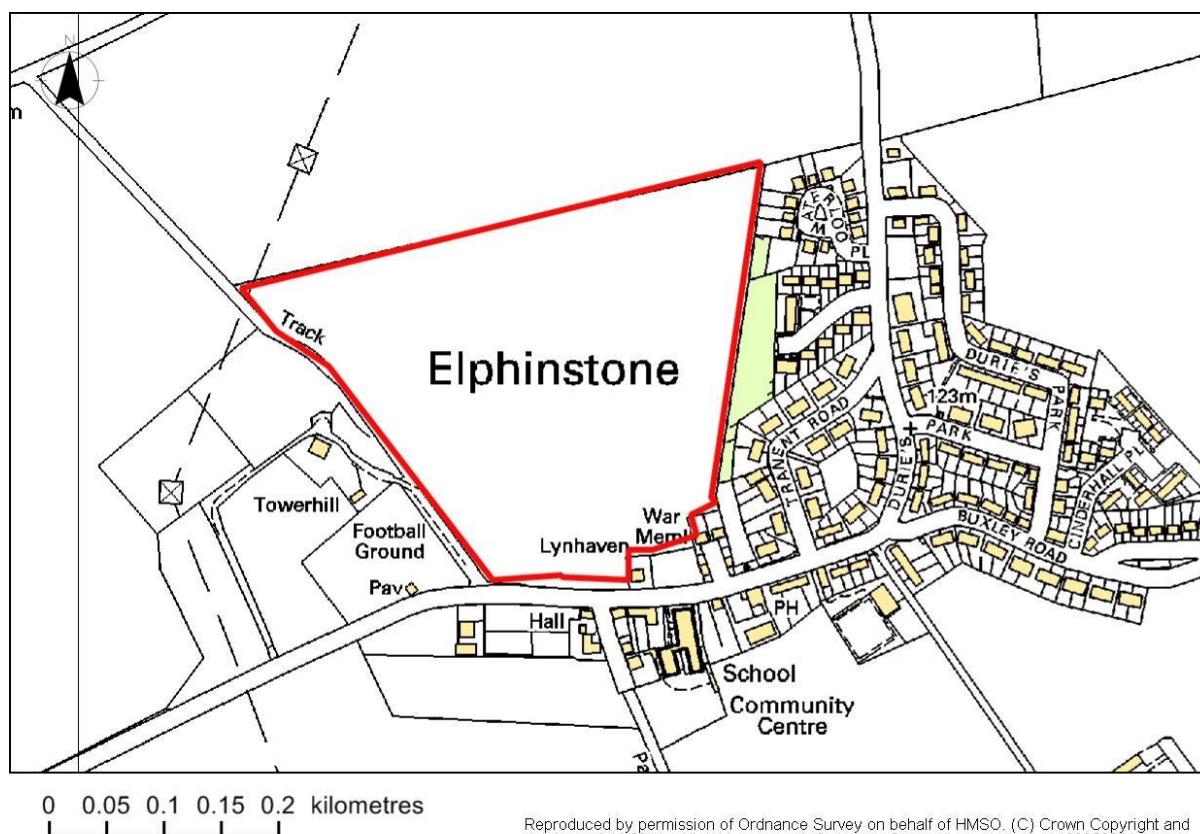 N
m
WATERLOO
PL
Track
Elphinstone
DURIE'S
PARK
123m
PARK
TRANENT ROAD
DURIE'S
CINDERHALL PL
BUXLEY ROAD
Towerhill
War
Meml
Football
Ground
Lynhaven
Pav
PH
Hall
School
Community
Centre
Pa
0 0.05 0.1 0.15 0.2 kilometres
Reproduced by permission of Ordnance Survey on behalf of HMSO. (C) Crown Copyright and